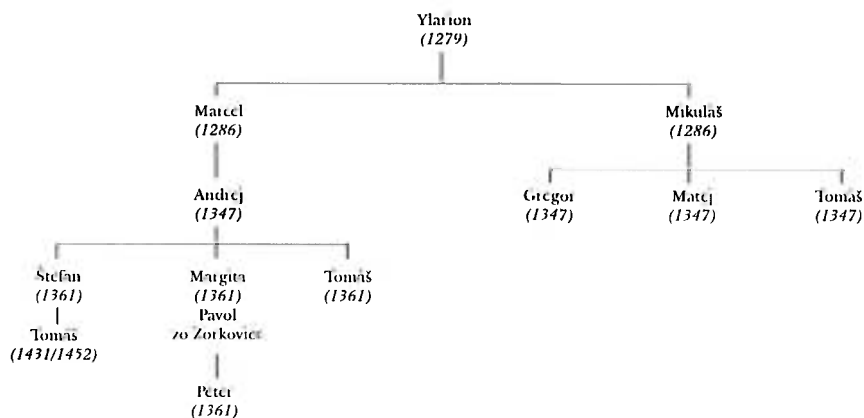 Ylarion
(1279)
Marcel
(1286)
Mikuláš
(1286)
Andrej
(1347)
Gregor
(1347)
Matej
(1347)
Tomáš
(1347)
Štefan
(1361)
Margita
(1361)
Tomáš
(1361)
Pavol
zo Zorkoviec
Tomáš
(1431/1452)
Peter
(1361)